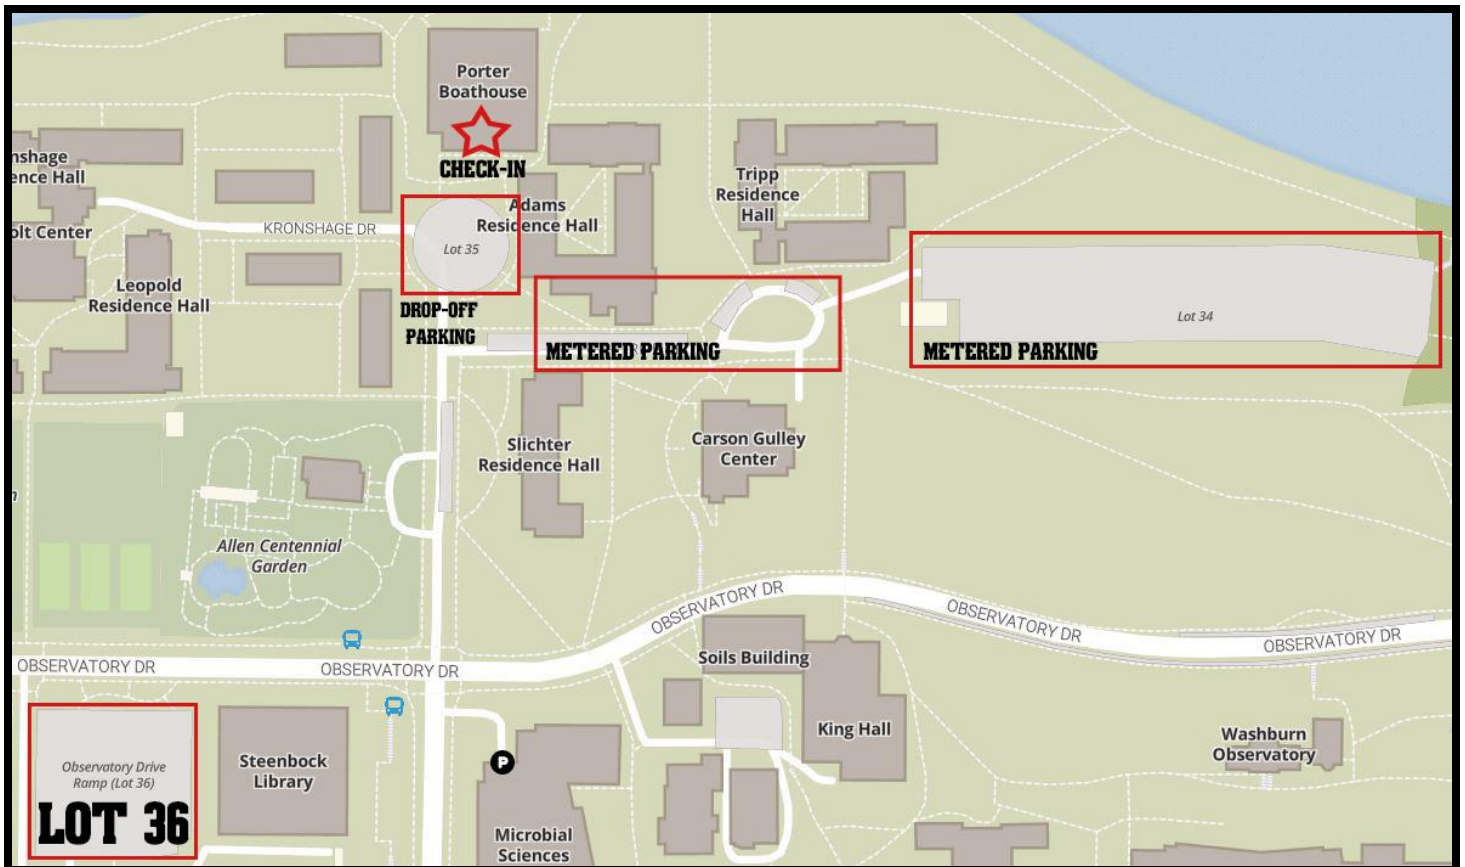 Porter
Boathouse
CHECK-IN
nshage
ence Hall
olt Center
KRONSHAGE DR
Lot 35
Adams
Residence Hall
Tripp
Residence
Hall
Leopold
Residence Hall
DROP-OFF
PARKING
METERED PARKING
Lot 34
METERED PARKING
Slichter
Residence Hall
Carson Gulley
Center
Allen Centennial
Garden
OBSERVATORY DR
OBSERVATORY DR
OBSERVATORY DR
OBSERVATORY DR
OBSERVATORY DR
Soils Building
King Hall
Washburn
Observatory
Observatory Drive
Ramp (Lot 36)
LOT 36
Steenbock
Library
P
Microbial
Sciences